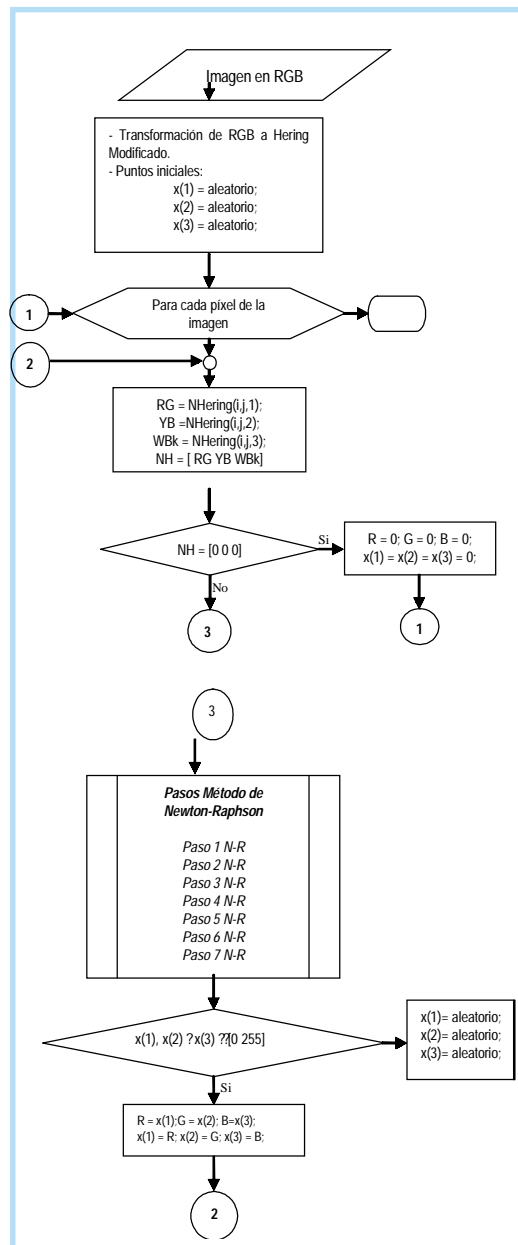 Imagen en RGB
- Transformación de RGB a Hering
Modificado.
- Puntos iniciales:
x(1) = aleatorio;
x(2) = aleatorio;
x(3) = aleatorio;
1
Para cada píxel de la
imagen
2
RG = NHering(i,j,1);
YB =NHering(i,j,2);
WBk = NHering(i,j,3);
NH = [ RG YB WBk]
NH = [0 0 0]
Si
R = 0; G = 0; B = 0;
x(1) = x(2) = x(3) = 0;
No
3
1
3
Pasos Método de
Newton-Raphson
Paso 1 N-R
Paso 2 N-R
Paso 3 N-R
Paso 4 N-R
Paso 5 N-R
Paso 6 N-R
Paso 7 N-R
x(1), x(2) ?x(3) ??[0 255]
x(1)= aleatorio;
x(2)= aleatorio;
x(3)= aleatorio;
Si
R = x(1);G = x(2); B=x(3);
x(1) = R; x(2) = G; x(3) = B;
2